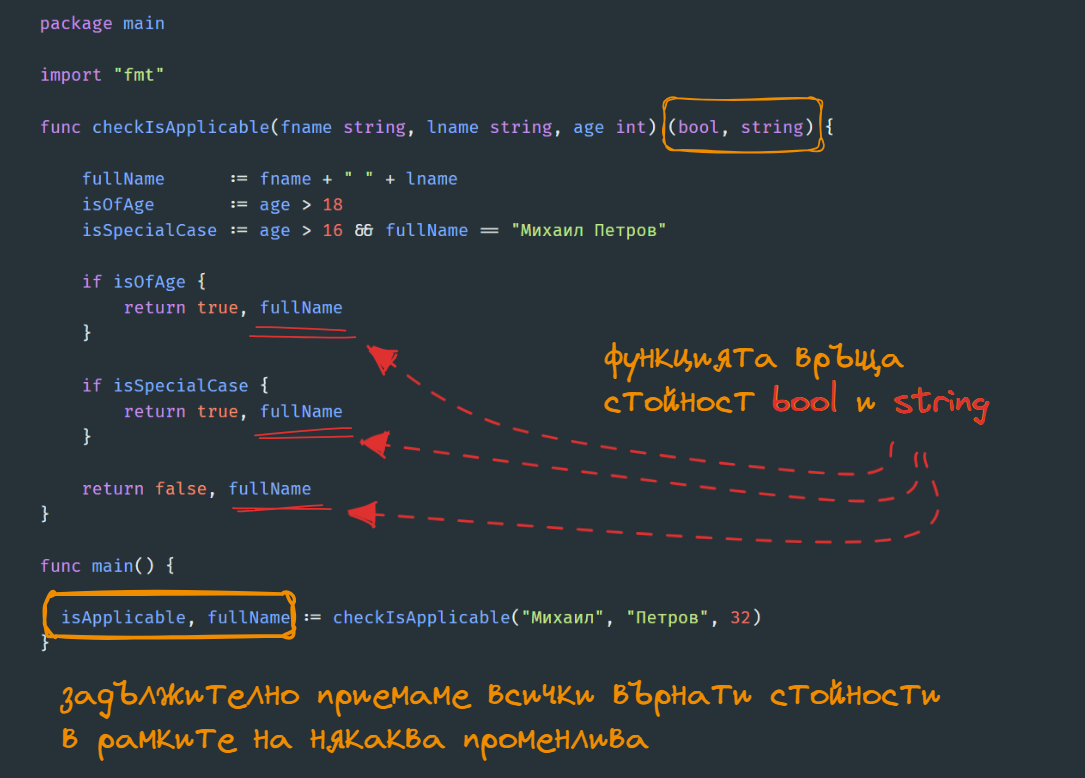 package main
import "fmt"
func checkIsApplicable(fname string, lname string, age int) (bool, string) {
fullName := fname + " " + lname
isOfAge := age > 18
isSpecialCase := age > 16 && fullName == "Михаил Петров"
if isOfAge {
return true, fullName
}
if isSpecialCase {
return true, fullName
}
return false, fullName
}
функцията връща
стойност bool и string
func main() {
isApplicable, fullName := checkIsApplicable("Михаил", "Петров", 32)
}
задължително приемаме всички върнати стойности
в рамките на някаква променлива